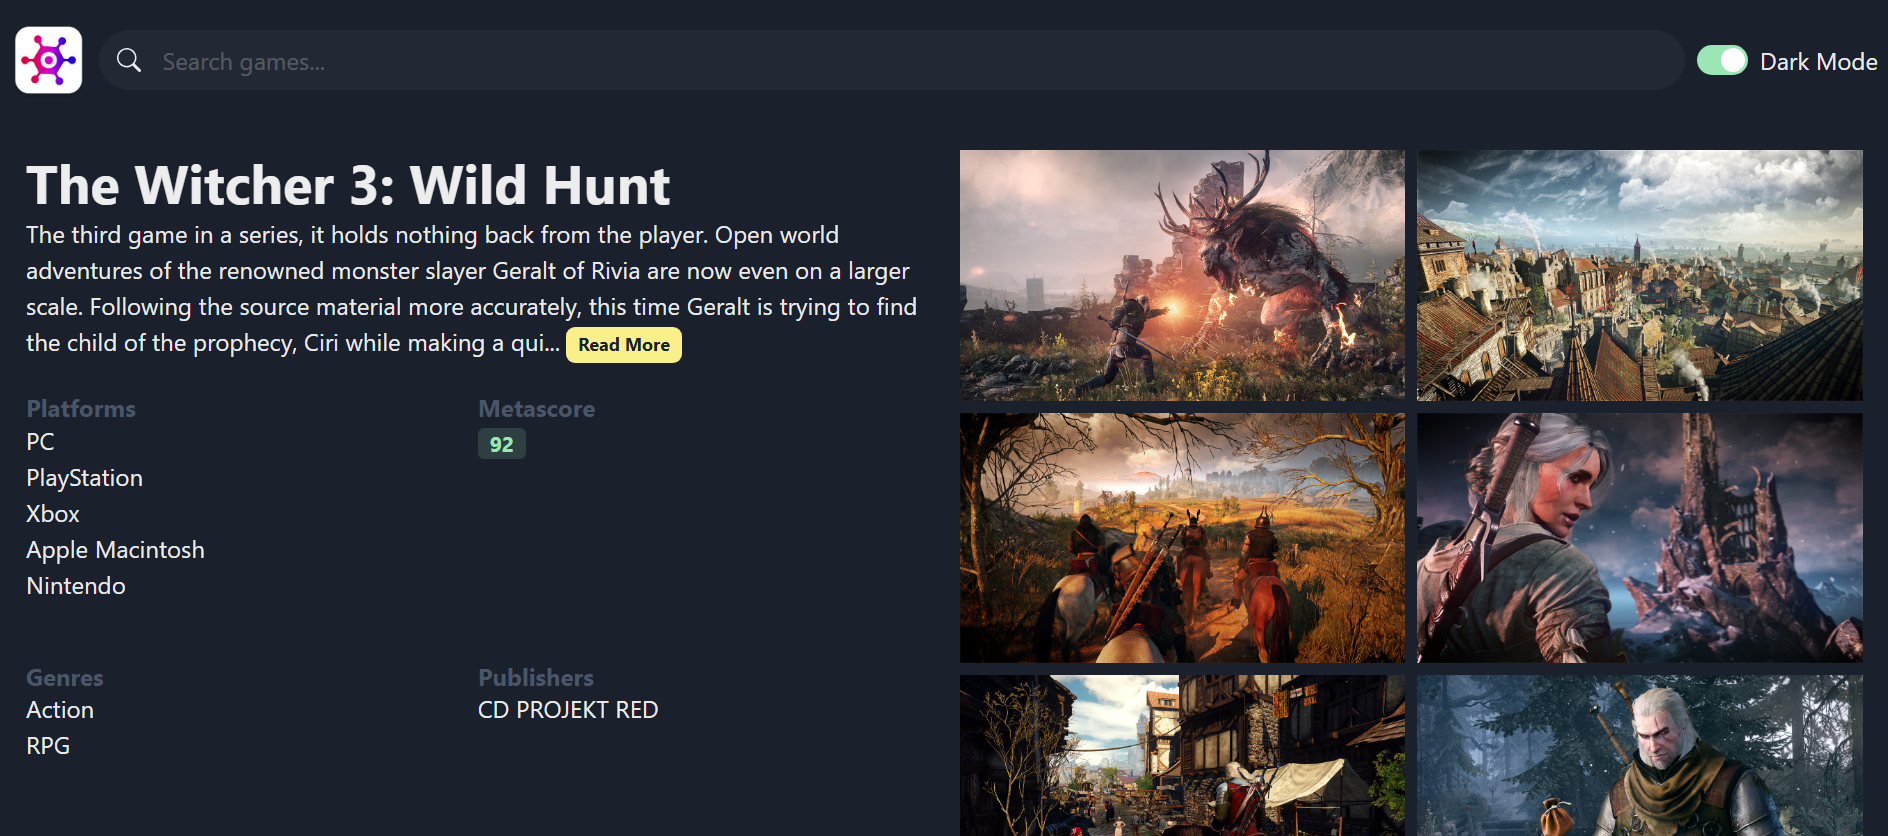 Search games...
Dark Mode
The Witcher 3: Wild Hunt
The third game in a series, it holds nothing back from the player. Open world
adventures of the renowned monster slayer Geralt of Rivia are now even on a larger
scale. Following the source material more accurately, this time Geralt is trying to find
the child of the prophecy, Ciri while making a qui... Read More
Platforms
PC
PlayStation
Xbox
Apple Macintosh
Nintendo
Metascore
92
Genres
Action
RPG
Publishers
CD PROJEKT RED